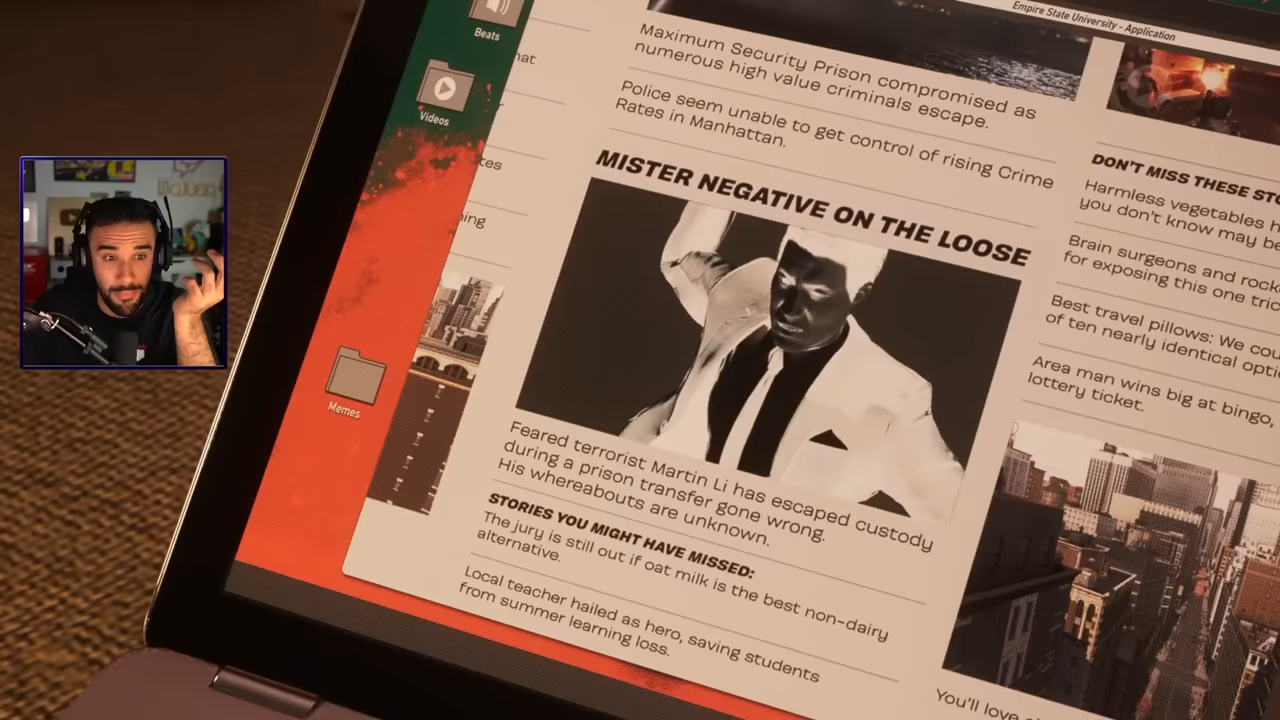 Empire State University - Application
Beats
Videos
Memes
hat
tes
ning
Maximum Security Prison compromised as
numerous high value criminals escape.
Police seem unable to get control of rising Crime
Rates in Manhattan.
MISTER NEGATIVE ON THE LOOSE
Feared terrorist Martin Li has escaped custody
during a prison transfer gone wrong.
His whereabouts are unknown.
STORIES YOU MIGHT HAVE MISSED:
The jury is still out if oat milk is the best non-dairy
alternative.
Local teacher hailed as hero, saving students
from summer learning loss.
DON'T MISS THESE STO
Harmless vegetables h
you don't know may be
Brain surgeons and rock
for exposing this one tric
Best travel pillows: We cou
of ten nearly identical optio
Area man wins big at bingo,
lottery ticket.
You'll love